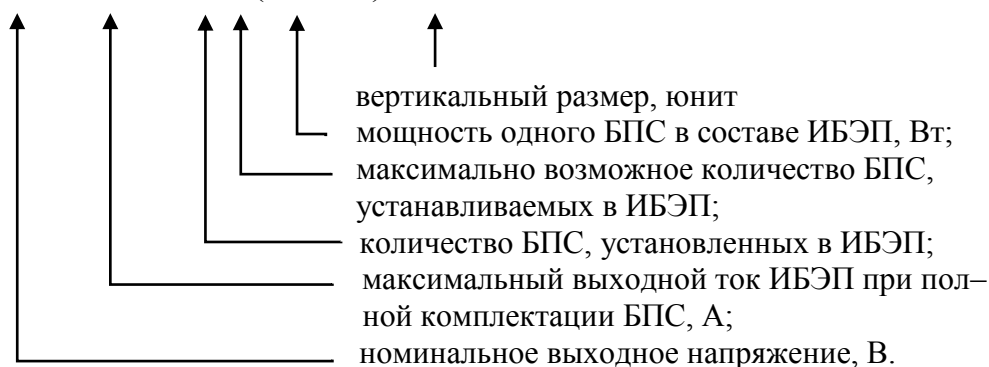 вертикальный размер, юнит
мощность одного БПС в составе ИБЭП, Вт;
максимально возможное количество БПС,
устанавливаемых в ИБЭП;
количество БПС, установленных в ИБЭП;
максимальный выходной ток ИБЭП при пол–
ной комплектации БПС, А;
номинальное выходное напряжение, В.